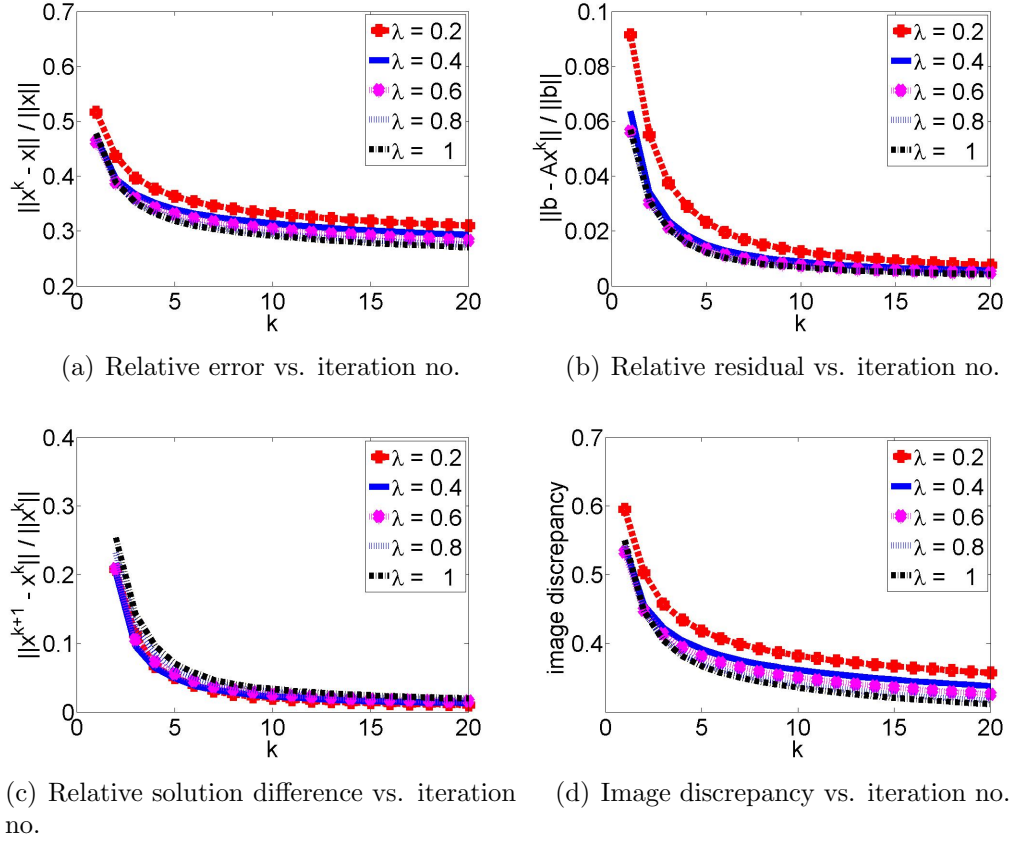 0.7
0.6
0.5
0.4
0.3
0.2
0 5 10 15 20
k
||x^k - x|| / ||x||
λ = 0.2
λ = 0.4
λ = 0.6
λ = 0.8
λ = 1
(a) Relative error vs. iteration no.
0.1
0.08
0.06
0.04
0.02
0
0 5 10 15 20
k
||b - Ax^k|| / ||b||
λ = 0.2
λ = 0.4
λ = 0.6
λ = 0.8
λ = 1
(b) Relative residual vs. iteration no.
0.4
0.3
0.2
0.1
0
0 5 10 15 20
k
||x^{k+1} - x^k|| / ||x^k||
λ = 0.2
λ = 0.4
λ = 0.6
λ = 0.8
λ = 1
(c) Relative solution difference vs. iteration
no.
0.7
0.6
0.5
0.4
0 5 10 15 20
k
image discrepancy
λ = 0.2
λ = 0.4
λ = 0.6
λ = 0.8
λ = 1
(d) Image discrepancy vs. iteration no.